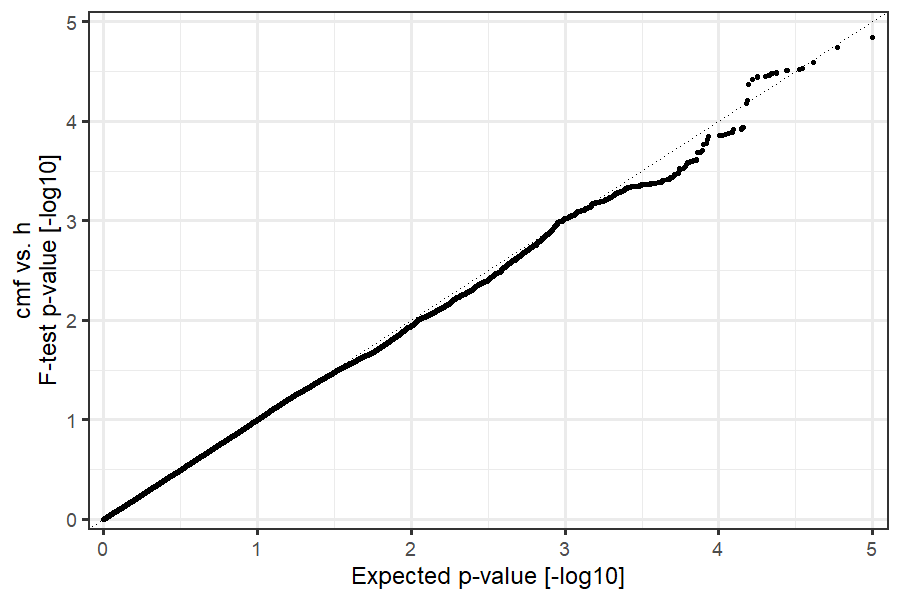 5
4
3
2
1
0
cmf vs. h
F-test p-value [-log10]
0 1 2 3 4 5
Expected p-value [-log10]